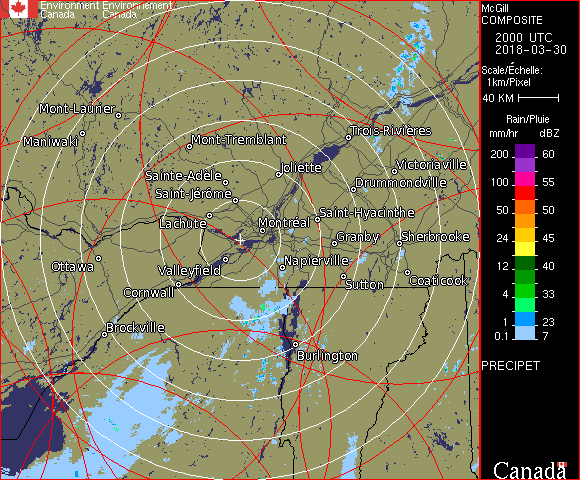 Environment Environnement
Canada Canada
McGill
COMPOSITE
2000 UTC
2018-03-30
Scale/Échelle:
1km/Pixel
40 KM
Rain/Pluie
mm/hr dBZ
200 60
150 57
100 55
50 50
24 45
12 40
4 33
1 23
0.1 7
PRECIPET
Canada
Mont-Laurier
Maniwaki
Mont-Tremblant
Trois-Rivières
Sainte-Adèle
Joliette
Victoriaville
Saint-Jérôme
Drummondville
Lachute
Saint-Hyacinthe
Montréal
Granby
Sherbrooke
Ottawa
Valleyfield
Napierville
Cornwall
Sutton
Coaticook
Brockville
Burlington